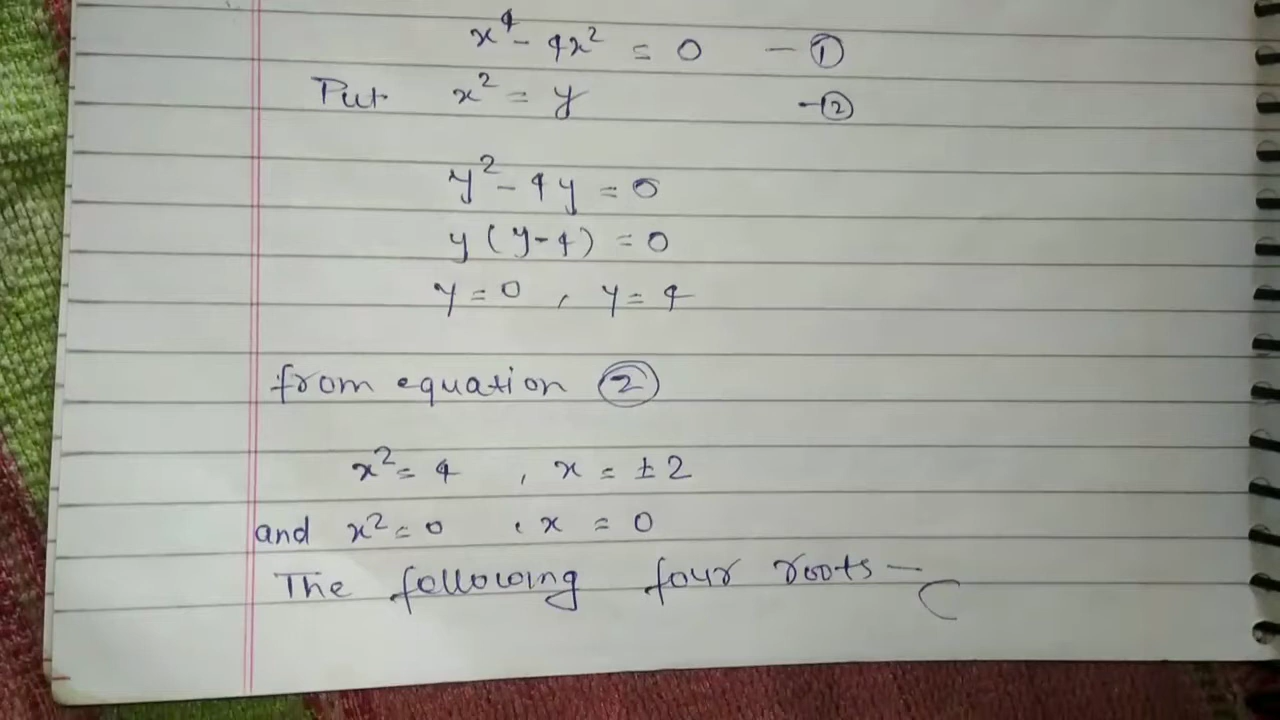 x⁴ - 4x² = 0 - ①
Put x² = y - ②
y² - 4y = 0
y (y-4) = 0
y = 0 , y = 4
from equation ②
x² = 4 , x = ± 2
and x² = 0 , x = 0
The following four roots - (